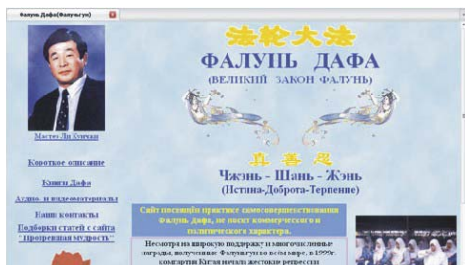 Фалунь Дафа(Фалуньгун)
法轮大法
ФАЛУНЬ ДАФА
(ВЕЛИКИЙ ЗАКОН ФАЛУНЬ)
Мастер Ли Хунчжи
Короткое описание
Книги Дафа
Аудио- и видеоматериалы
Наши контакты
Подборки статей с сайта
"Прозревшая мудрость"
真善忍
Чжэнь - Шань - Жэнь
(Истина-Доброта-Терпение)
Сайт посвящён практике самосовершенствования
Фалунь Дафа, не носит коммерческого и
политического характера.
Несмотря на широкую поддержку и многочисленные
награды, полученные Фалуньгун во всём мире, в 1999г.
компартия Китая начала жестокие репрессии